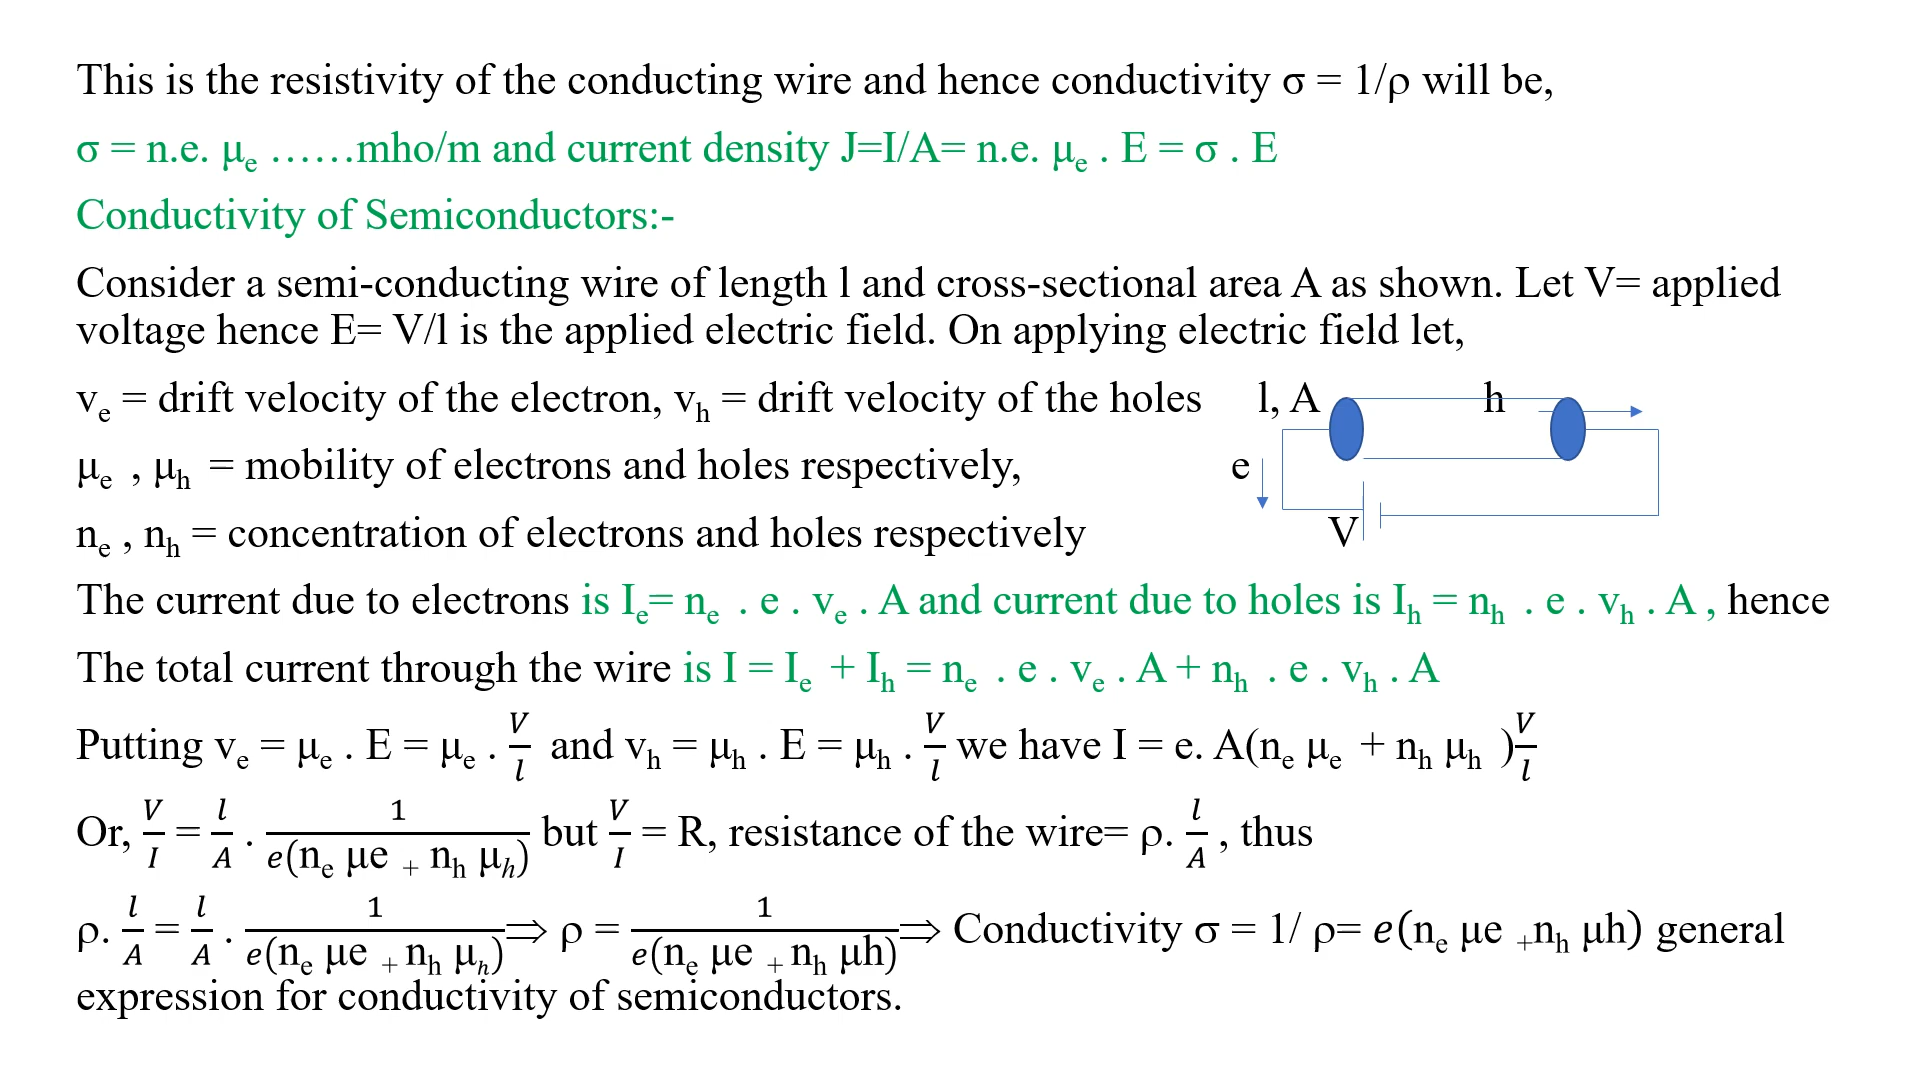 This is the resistivity of the conducting wire and hence conductivity σ = 1/ρ will be,
σ = n.e. μₑ ……mho/m and current density J=I/A= n.e. μₑ . E = σ . E
Conductivity of Semiconductors:-
Consider a semi-conducting wire of length l and cross-sectional area A as shown. Let V= applied
voltage hence E= V/l is the applied electric field. On applying electric field let,
vₑ = drift velocity of the electron, vₕ = drift velocity of the holes l, A h
μₑ , μₕ = mobility of electrons and holes respectively, e
nₑ , nₕ = concentration of electrons and holes respectively V
The current due to electrons is Iₑ= nₑ . e . vₑ . A and current due to holes is Iₕ = nₕ . e . vₕ . A , hence
The total current through the wire is I = Iₑ + Iₕ = nₑ . e . vₑ . A + nₕ . e . vₕ . A
Putting vₑ = μₑ . E = μₑ . V/l and vₕ = μₕ . E = μₕ . V/l we have I = e. A(nₑ μₑ + nₕ μₕ )V/l
Or, V/I = l/A . 1/e(nₑ μe + nₕ μₕ) but V/I = R, resistance of the wire= ρ. l/A , thus
ρ. l/A = l/A . 1/e(nₑ μe + nₕ μₕ) ⇒ ρ = 1/e(nₑ μe + nₕ μh) ⇒ Conductivity σ = 1/ ρ= e(nₑ μe +nₕ μh) general
expression for conductivity of semiconductors.